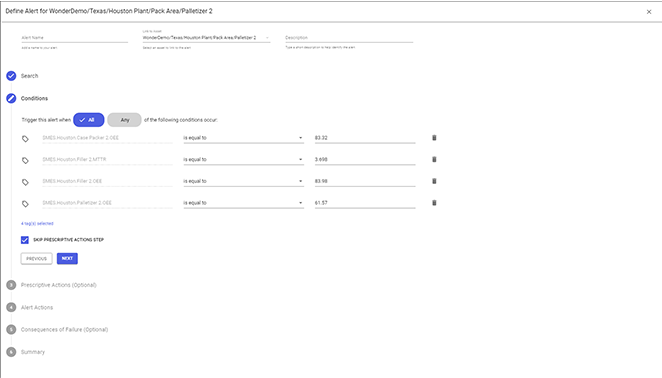 Define Alert for WonderDemo/Texas/Houston Plant/Pack Area/Palletizer 2
Alert Name
Add a name to your alert
Link to asset
WonderDemo/Texas/Houston Plant/Pack Area/Palletizer 2
Select an asset to link to the alert
Description
Type a short description to help identify the alert
Search
Conditions
Trigger this alert when All Any of the following conditions occur:
SMES.Houston.Case Packer 2.OEE is equal to 83.32
SMES.Houston.Filler 2.MTTR is equal to 3.698
SMES.Houston.Filler 2.OEE is equal to 83.98
SMES.Houston.Palletizer 2.OEE is equal to 61.57
4 tag(s) selected
SKIP PRESCRIPTIVE ACTIONS STEP
PREVIOUS NEXT
3 Prescriptive Actions (Optional)
4 Alert Actions
5 Consequences of Failure (Optional)
6 Summary